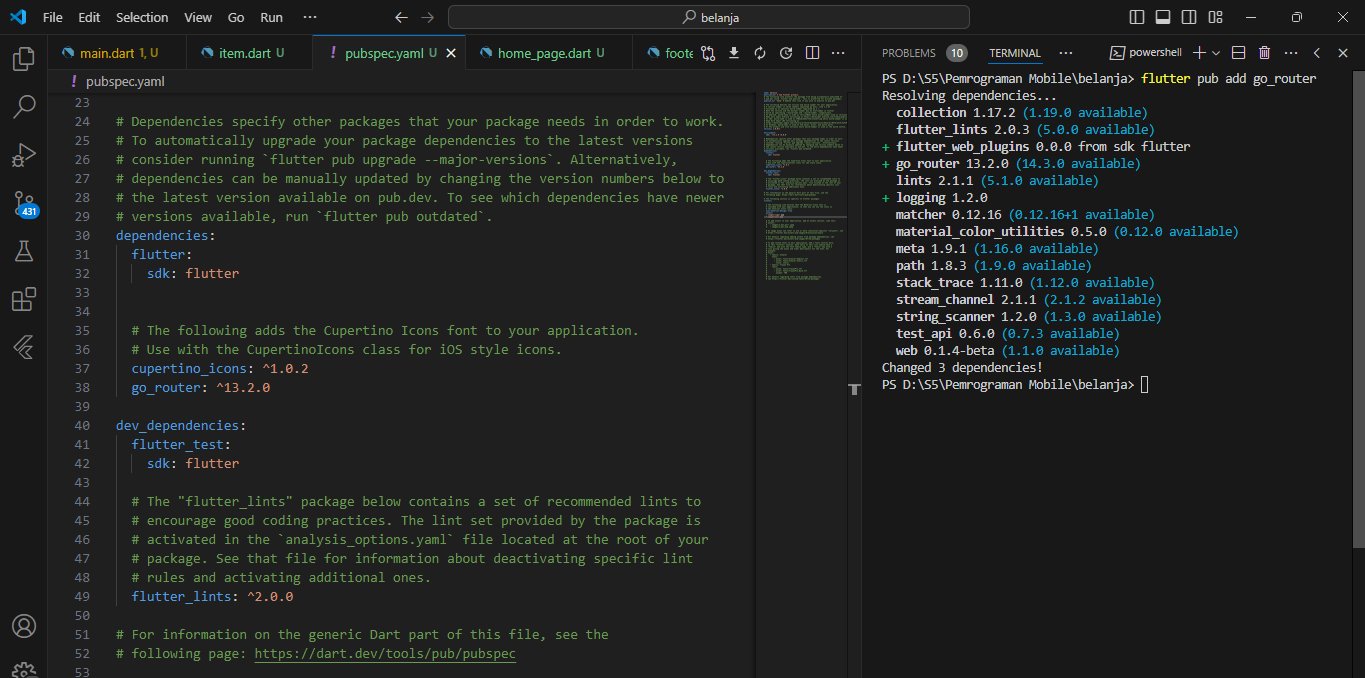 File Edit Selection View Go Run ··· belanja
main.dart 1, U item.dart U pubspec.yaml U home_page.dart U foote
pubspec.yaml
23
24 # Dependencies specify other packages that your package needs in order to work.
25 # To automatically upgrade your package dependencies to the latest versions
26 # consider running `flutter pub upgrade --major-versions`. Alternatively,
27 # dependencies can be manually updated by changing the version numbers below to
28 # the latest version available on pub.dev. To see which dependencies have newer
29 # versions available, run `flutter pub outdated`.
30 dependencies:
31 flutter:
32 sdk: flutter
33
34
35 # The following adds the Cupertino Icons font to your application.
36 # Use with the CupertinoIcons class for iOS style icons.
37 cupertino_icons: ^1.0.2
38 go_router: ^13.2.0
39
40 dev_dependencies:
41 flutter_test:
42 sdk: flutter
43
44 # The "flutter_lints" package below contains a set of recommended lints to
45 # encourage good coding practices. The lint set provided by the package is
46 # activated in the `analysis_options.yaml` file located at the root of your
47 # package. See that file for information about deactivating specific lint
48 # rules and activating additional ones.
49 flutter_lints: ^2.0.0
50
51 # For information on the generic Dart part of this file, see the
52 # following page: https://dart.dev/tools/pub/pubspec
53
431
PROBLEMS 10 TERMINAL ··· powershell
PS D:\S5\Pemrograman Mobile\belanja> flutter pub add go_router
Resolving dependencies...
collection 1.17.2 (1.19.0 available)
flutter_lints 2.0.3 (5.0.0 available)
+ flutter_web_plugins 0.0.0 from sdk flutter
+ go_router 13.2.0 (14.3.0 available)
lints 2.1.1 (5.1.0 available)
+ logging 1.2.0
matcher 0.12.16 (0.12.16+1 available)
material_color_utilities 0.5.0 (0.12.0 available)
meta 1.9.1 (1.16.0 available)
path 1.8.3 (1.9.0 available)
stack_trace 1.11.0 (1.12.0 available)
stream_channel 2.1.1 (2.1.2 available)
string_scanner 1.2.0 (1.3.0 available)
test_api 0.6.0 (0.7.3 available)
web 0.1.4-beta (1.1.0 available)
Changed 3 dependencies!
PS D:\S5\Pemrograman Mobile\belanja>